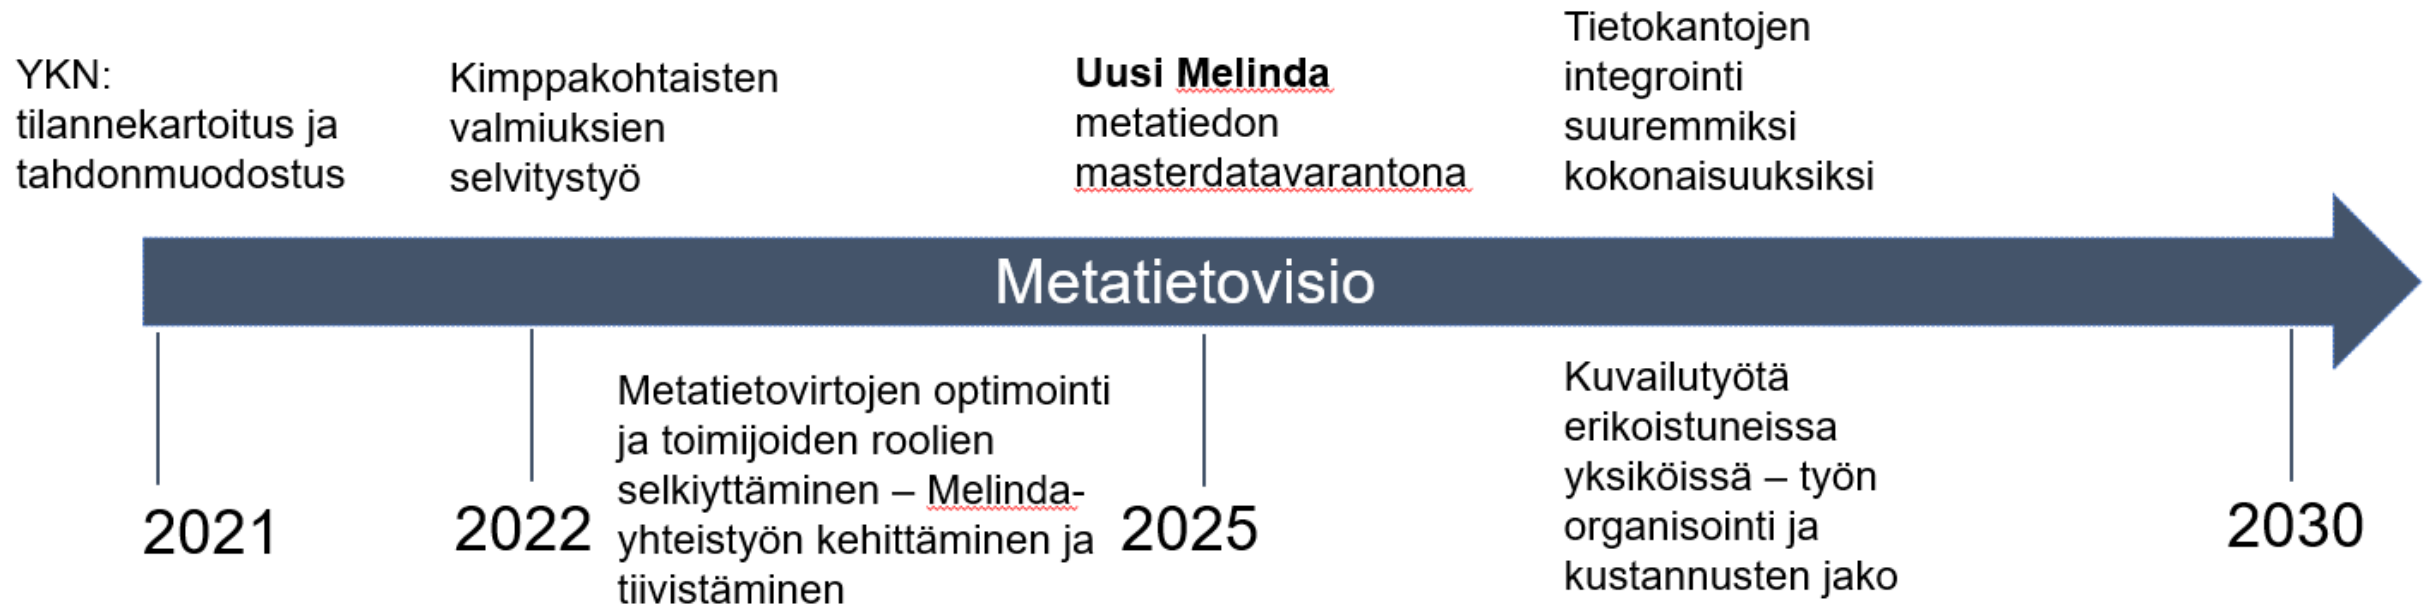 YKN:
tilannekartoitus ja
tahdonmuodostus
Kimppakohtaisten
valmiuksien
selvitystyö
Uusi Melinda
metatiedon
masterdatavarantona
Tietokantojen
integrointi
suuremmiksi
kokonaisuuksiksi
Metatietovisio
2021
2022
Metatietovirtojen optimointi
ja toimijoiden roolien
selkiyttäminen – Melinda-
yhteistyön kehittäminen ja
tiivistäminen
2025
Kuvailutyötä
erikoistuneissa
yksiköissä – työn
organisointi ja
kustannusten jako
2030